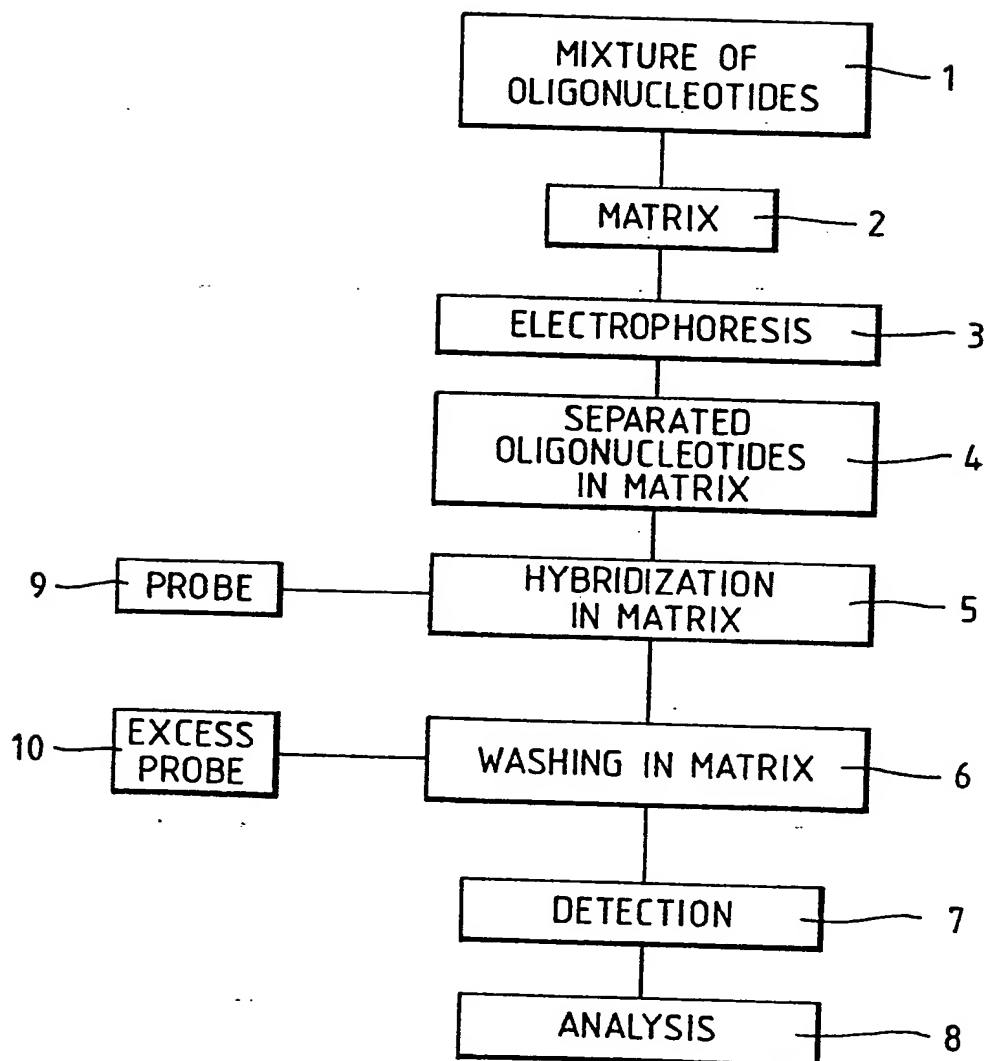 MIXTURE OF
OLIGONUCLEOTIDES
1
MATRIX
2
ELECTROPHORESIS
3
SEPARATED
OLIGONUCLEOTIDES
IN MATRIX
4
9
PROBE
HYBRIDIZATION
IN MATRIX
5
10
EXCESS
PROBE
WASHING IN MATRIX
6
DETECTION
7
ANALYSIS
8